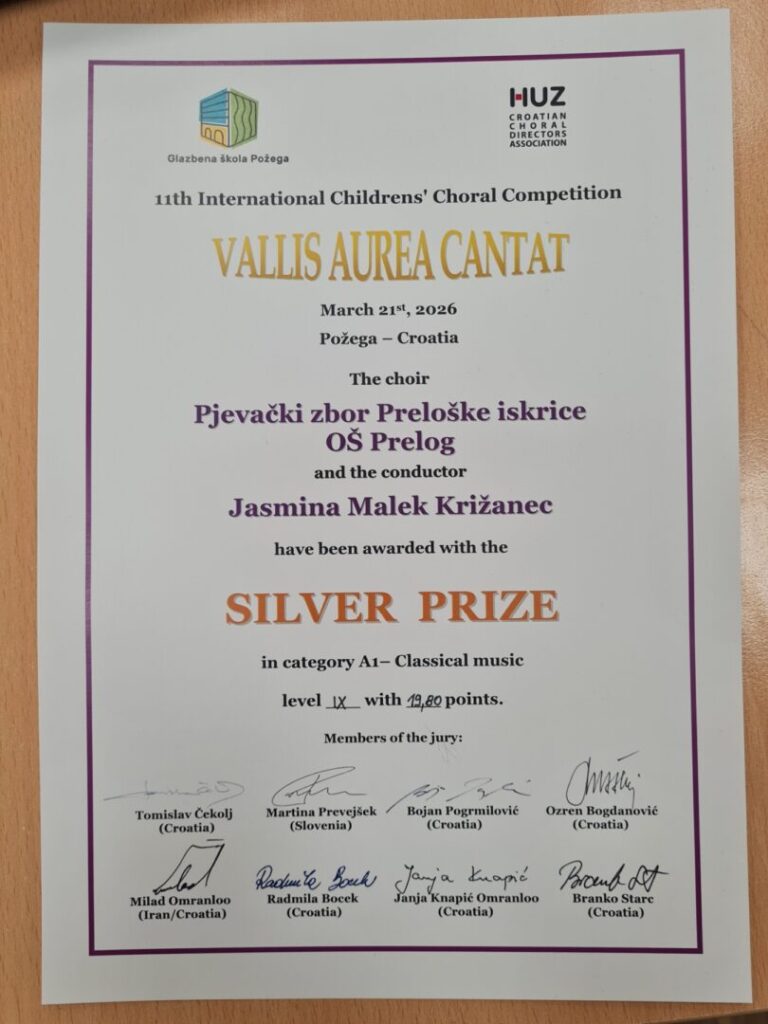 Glazbena škola Požega
HUZ
CROATIAN
CHORAL
DIRECTORS
ASSOCIATION
11th International Childrens' Choral Competition
VALLIS AUREA CANTAT
March 21st, 2026
Požega – Croatia
The choir
Pjevački zbor Preloške iskrice
OŠ Prelog
and the conductor
Jasmina Malek Križanec
have been awarded with the
SILVER PRIZE
in category A1– Classical music
level IX with 19,80 points.
Members of the jury:
Tomislav Čekolj Martina Prevejšek Bojan Pogrmilović Ozren Bogdanović
(Croatia) (Slovenia) (Croatia) (Croatia)
Radmila Bocek Janja Knapić
Milad Omranloo Radmila Bocek Janja Knapić Omranloo Branko Starc
(Iran/Croatia) (Croatia) (Croatia) (Croatia)